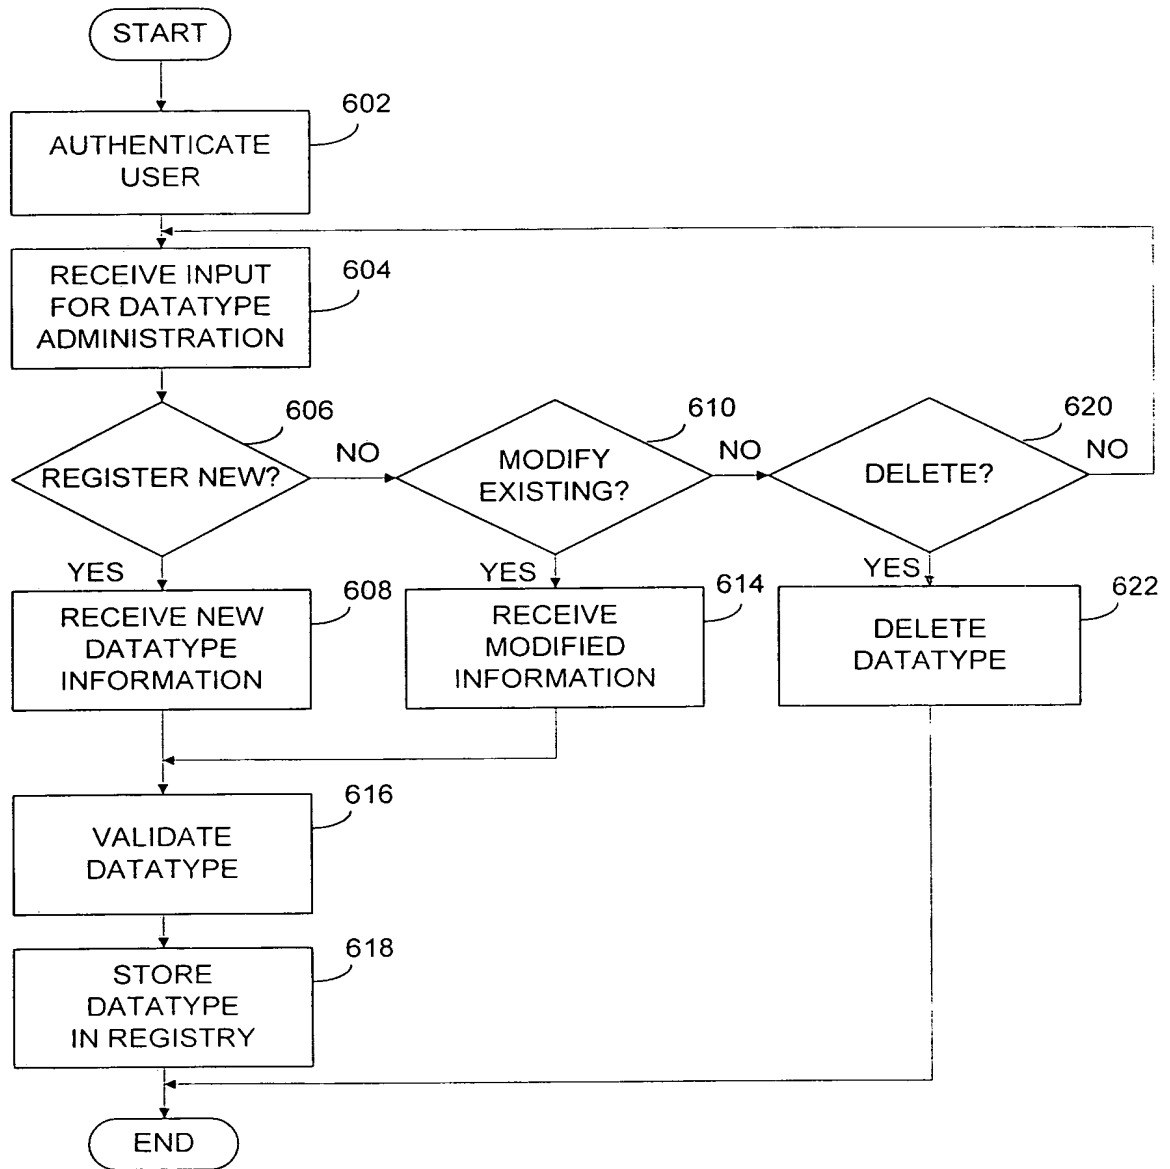 START
602
AUTHENTICATE
USER
604
RECEIVE INPUT
FOR DATATYPE
ADMINISTRATION
606
REGISTER NEW?
NO
610
MODIFY
EXISTING?
NO
620
DELETE?
NO
YES
608
RECEIVE NEW
DATATYPE
INFORMATION
YES
614
RECEIVE
MODIFIED
INFORMATION
YES
622
DELETE
DATATYPE
616
VALIDATE
DATATYPE
618
STORE
DATATYPE
IN REGISTRY
END